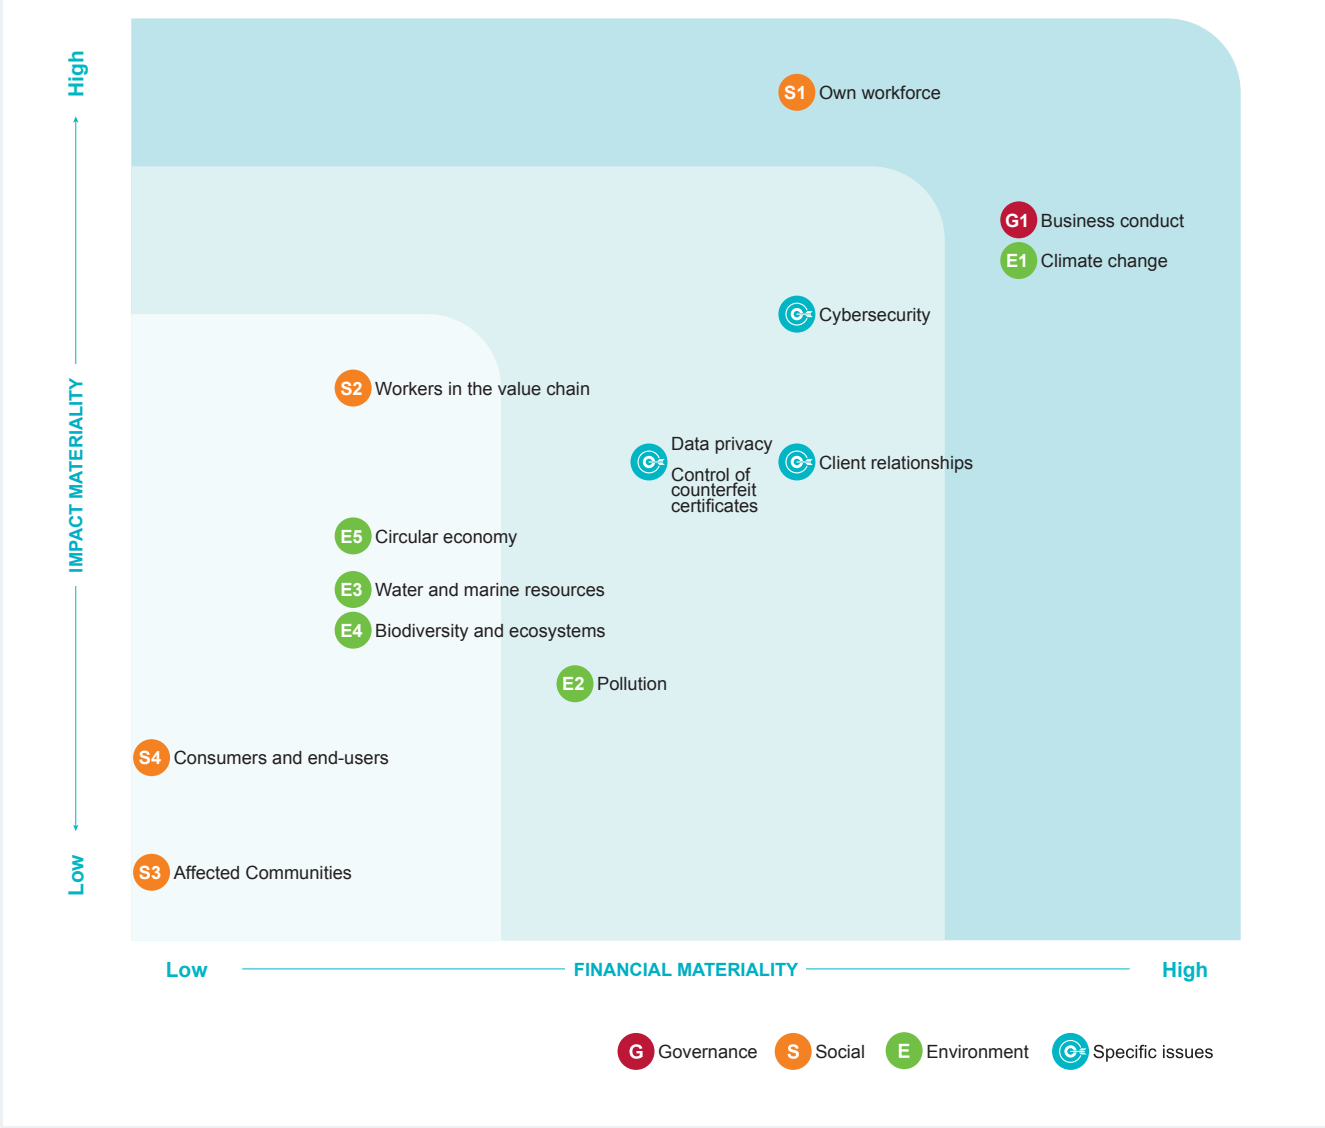 High
S1 Own workforce
G1 Business conduct
E1 Climate change
Cybersecurity
S2 Workers in the value chain
Data privacy
Control of
counterfeit
certificates
Client relationships
IMPACT MATERIALITY
E5 Circular economy
E3 Water and marine resources
E4 Biodiversity and ecosystems
E2 Pollution
S4 Consumers and end-users
S3 Affected Communities
Low
Low
FINANCIAL MATERIALITY
High
G Governance
S Social
E Environment
Specific issues